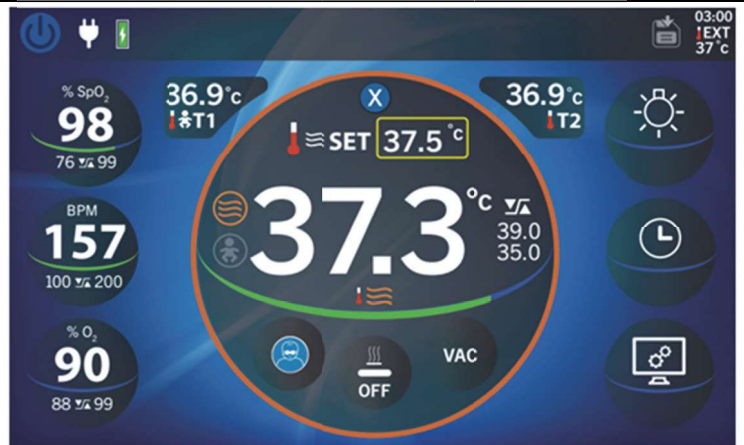 03:00
EXT
37 °C
% SpO₂
98
76 99
36.9°C
T1
X
36.9°C
T2
SET 37.5 °C
37.3 °C
39.0
35.0
BPM
157
100 200
% O₂
90
88 99
OFF
VAC